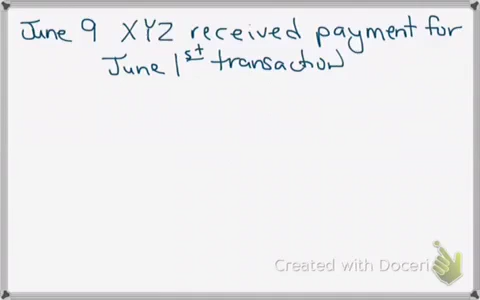 June 9 XYZ received payment for
June 1st transaction
Created with Doceri